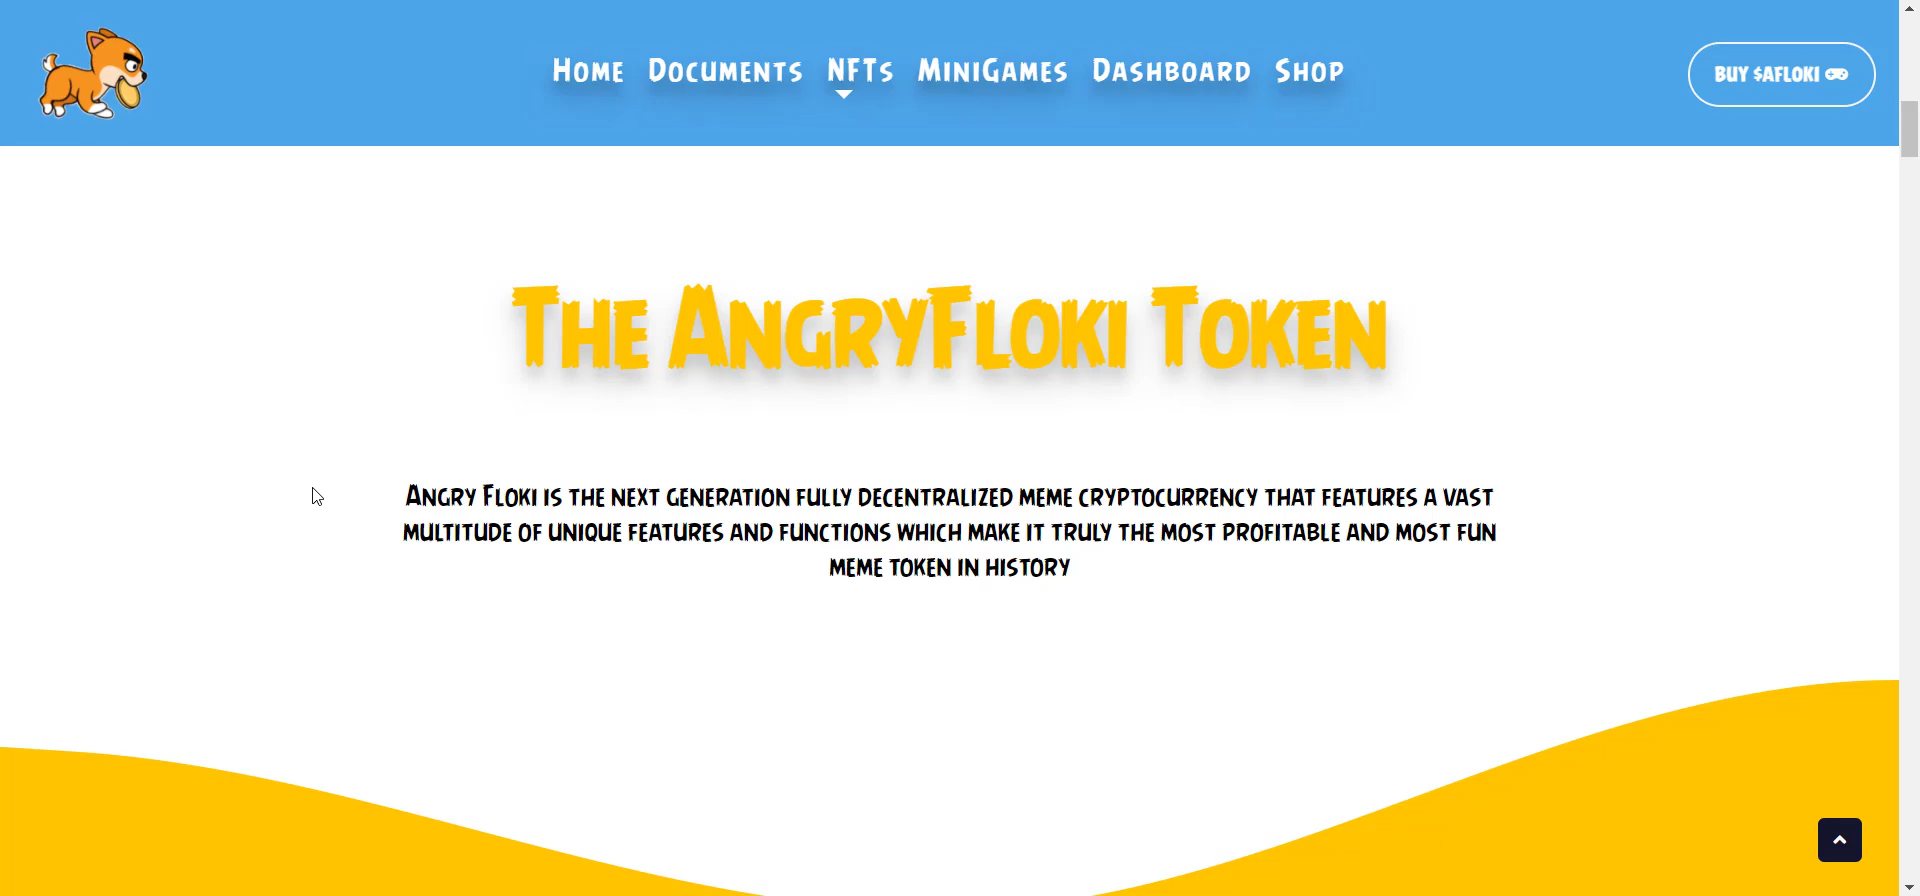 Home Documents NFTs MiniGames Dashboard Shop BUY $AFLOKI
The AngryFloki Token
Angry Floki is the next generation fully decentralized meme cryptocurrency that features a vast
multitude of unique features and functions which make it truly the most profitable and most fun
meme token in history